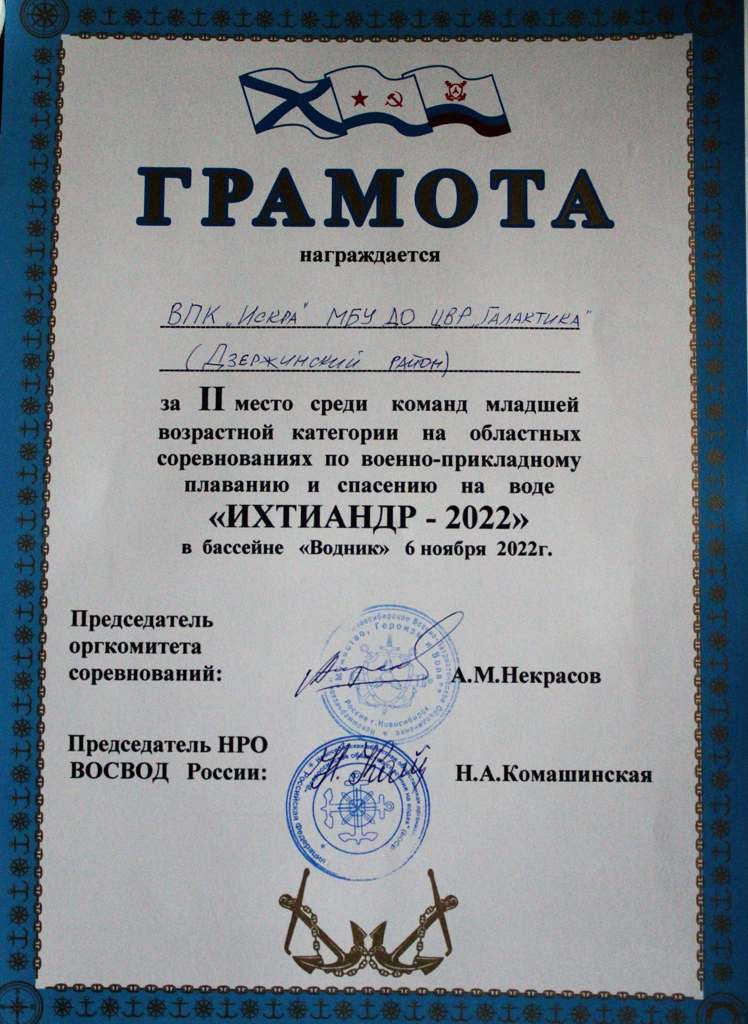 ГРАМОТА
награждается
ВПК „Искра" МБУ ДО ЦВР „Галактика"
(Дзержинский район)
за II место среди команд младшей
возрастной категории на областных
соревнованиях по военно-прикладному
плаванию и спасению на воде
«ИХТИАНДР - 2022»
в бассейне «Водник» 6 ноября 2022г.
Председатель
оргкомитета
соревнований:
А.М.Некрасов
Россия г.Новосибирск
Председатель НРО
ВОСВОД России:
Н.А.Комашинская